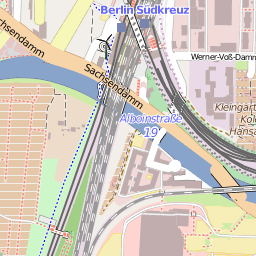 Berlin Südkreuz
Werner-Voß-Damm
Sachsendamm
Sachsendamm
Kleingart
Kol
Hansa
Alboinstraße
19